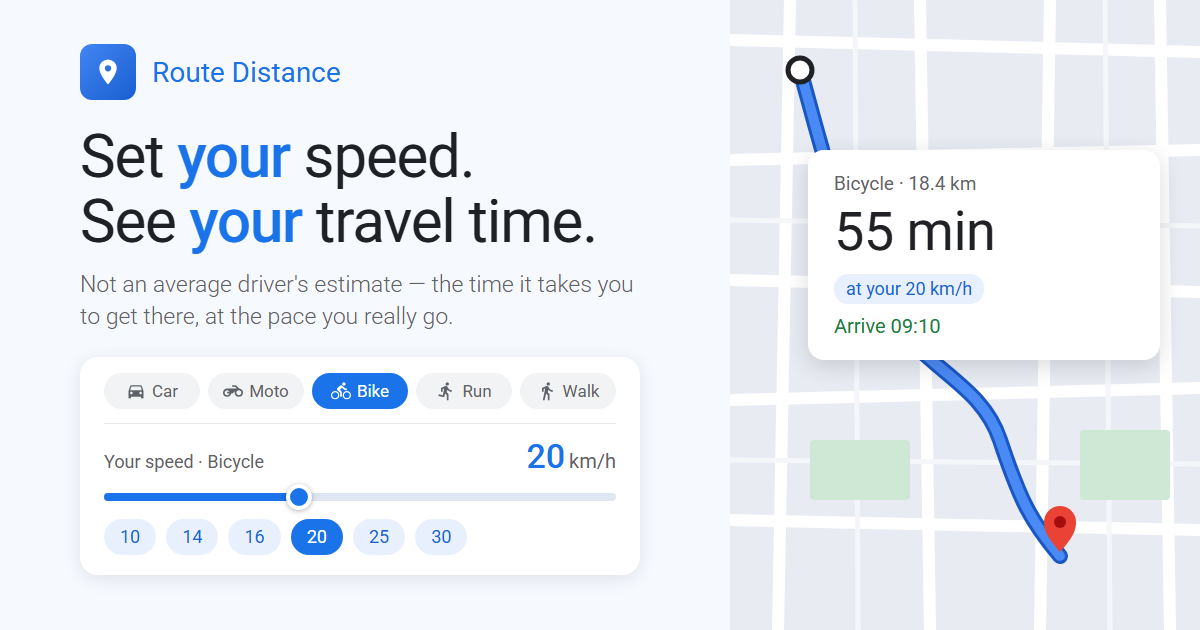 Route Distance
Set your speed.
See your travel time.
Not an average driver's estimate — the time it takes you
to get there, at the pace you really go.
Car Moto Bike Run Walk
Your speed · Bicycle 20 km/h
10 14 16 20 25 30
Bicycle · 18.4 km
55 min
at your 20 km/h
Arrive 09:10